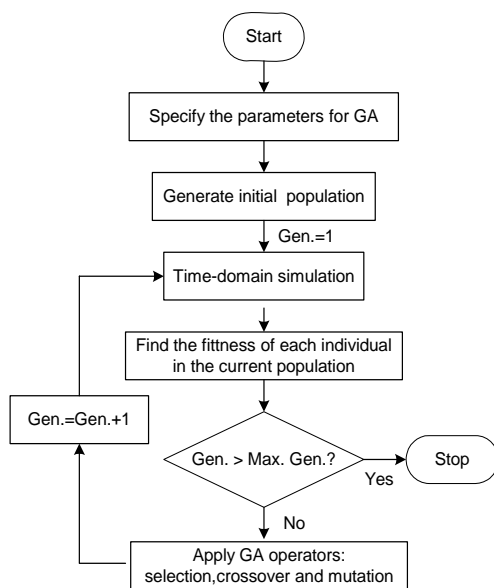 Start
Specify the parameters for GA
Generate initial population
Gen.=1
Time-domain simulation
Find the fittness of each individual
in the current population
Gen.=Gen.+1
Gen. > Max. Gen.?
Yes
Stop
No
Apply GA operators:
selection,crossover and mutation